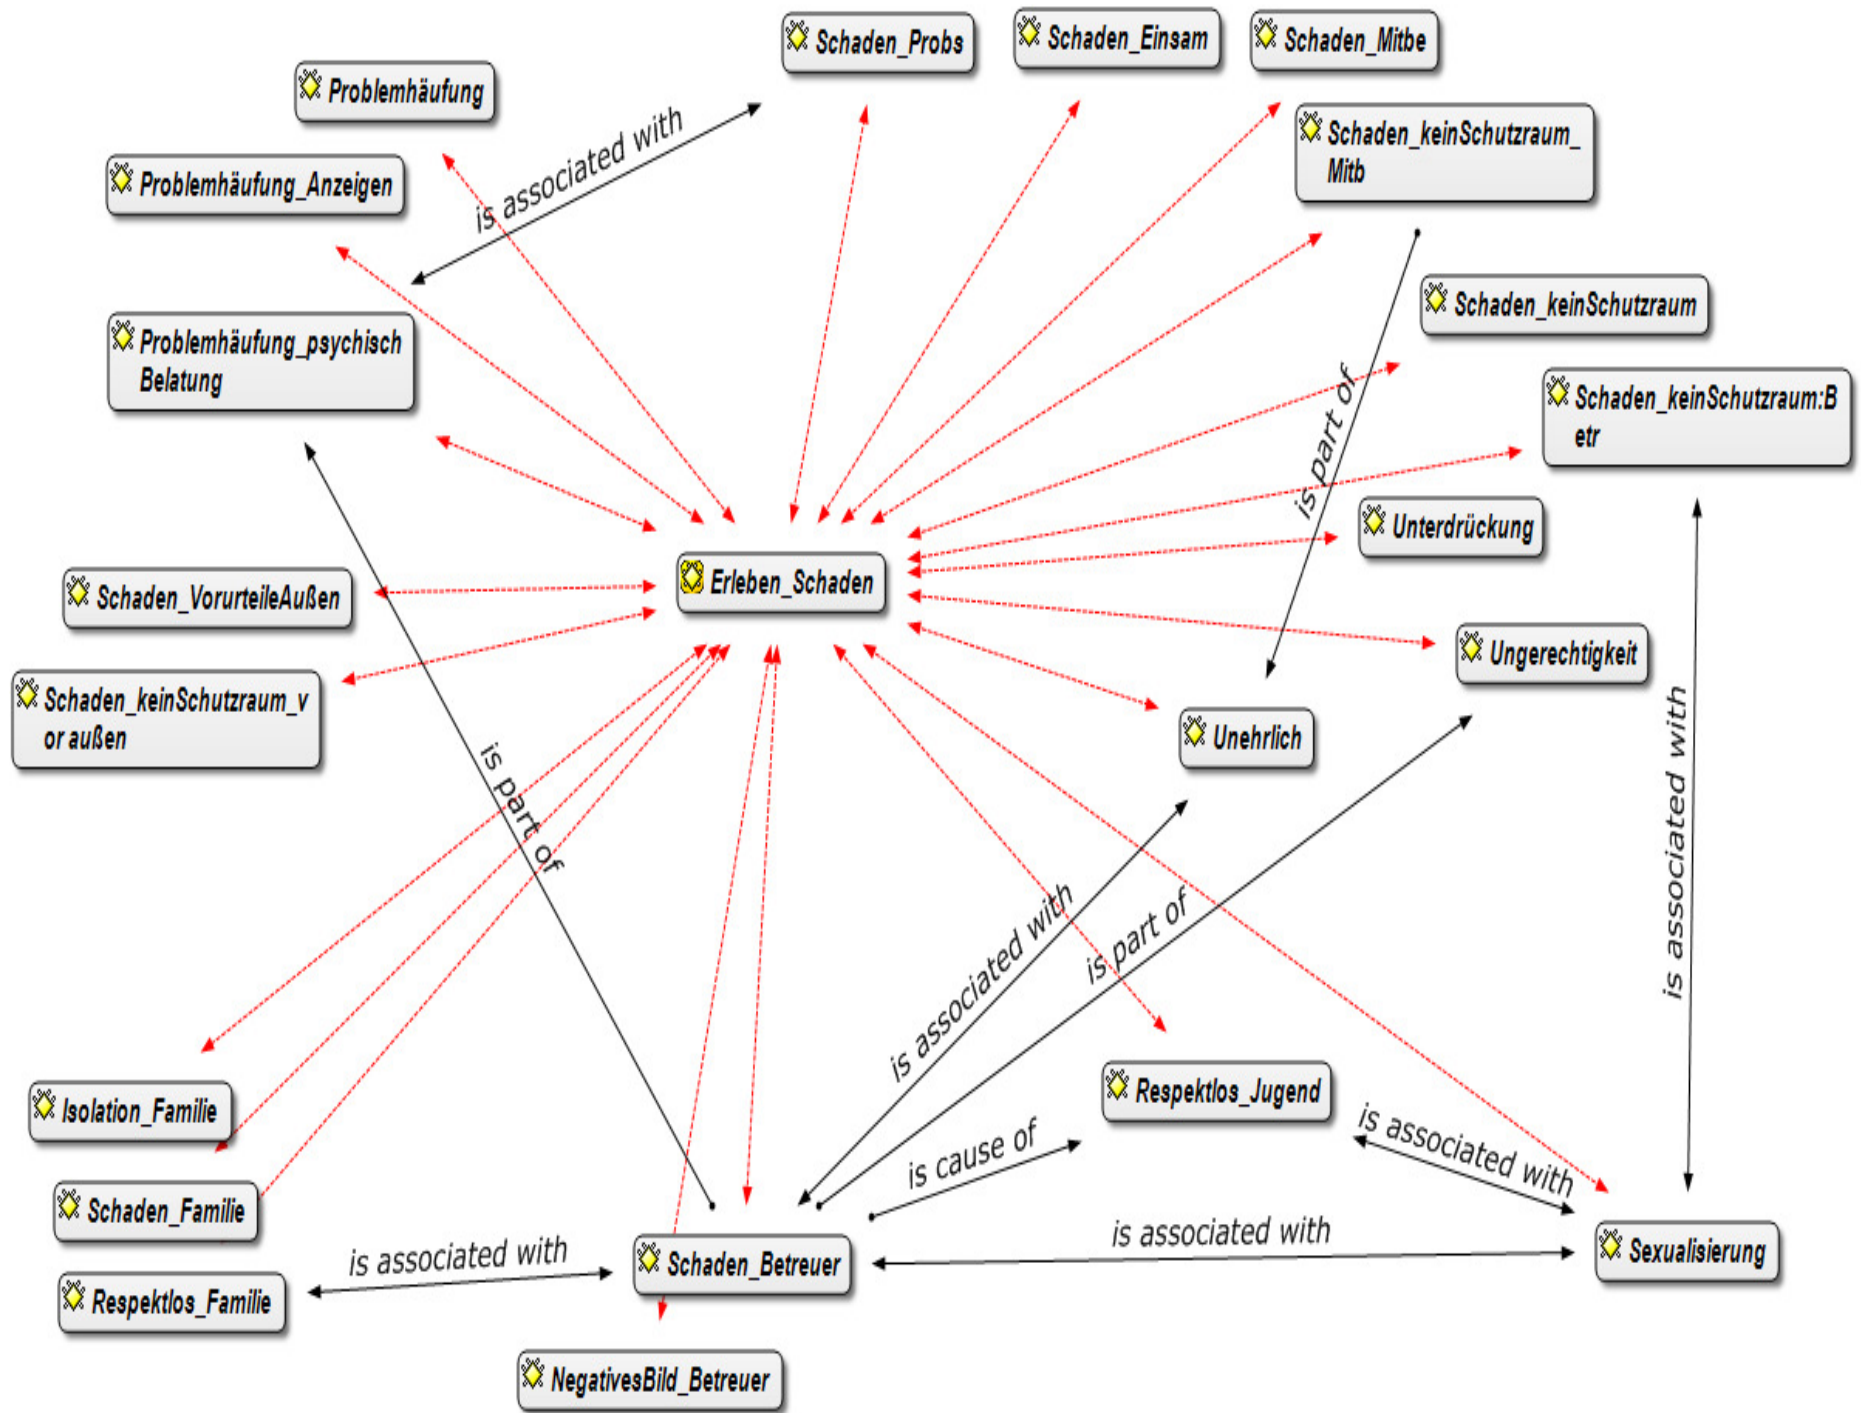 Schaden_Probs
Schaden_Einsam
Schaden_Mitbe
Problemhäufung
is associated with
Schaden_keinSchutzraum_
Mitb
Problemhäufung_Anzeigen
Schaden_keinSchutzraum
Problemhäufung_psychisch
Belatung
is part of
Schaden_keinSchutzraum:B
etr
Unterdrückung
Erleben_Schaden
Schaden_VorurteileAußen
Ungerechtigkeit
Schaden_keinSchutzraum_v
or außen
Unehrlich
is part of
is associated with
is associated with
is part of
Isolation_Familie
Respektlos_Jugend
is cause of
is associated with
Schaden_Familie
is associated with
is associated with
Schaden_Betreuer
Sexualisierung
Respektlos_Familie
NegativesBild_Betreuer